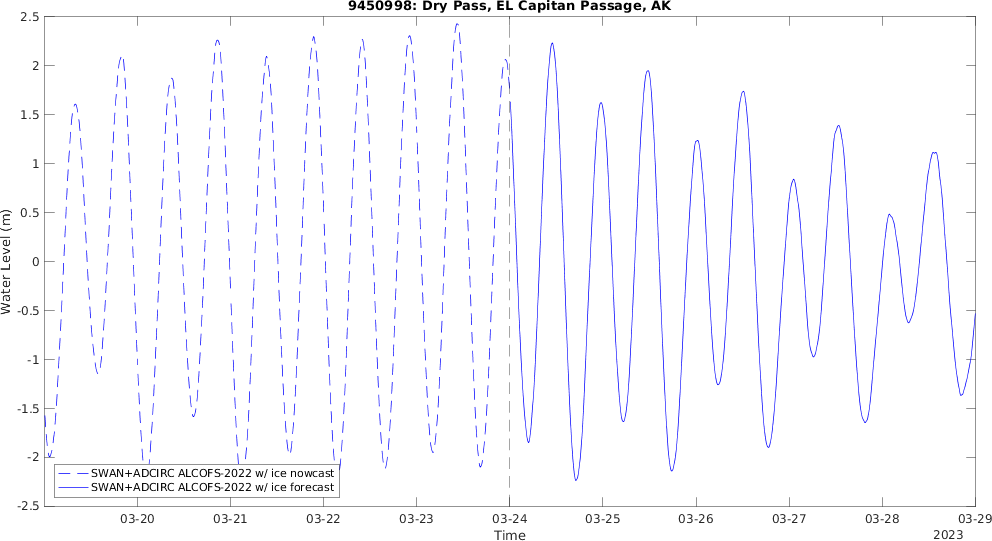 9450998: Dry Pass, EL Capitan Passage, AK
2.5
2
1.5
1
0.5
0
-0.5
-1
-1.5
-2
-2.5
Water Level (m)
SWAN+ADCIRC ALCOFS-2022 w/ ice nowcast
SWAN+ADCIRC ALCOFS-2022 w/ ice forecast
03-20 03-21 03-22 03-23 03-24 03-25 03-26 03-27 03-28 03-29
Time
2023